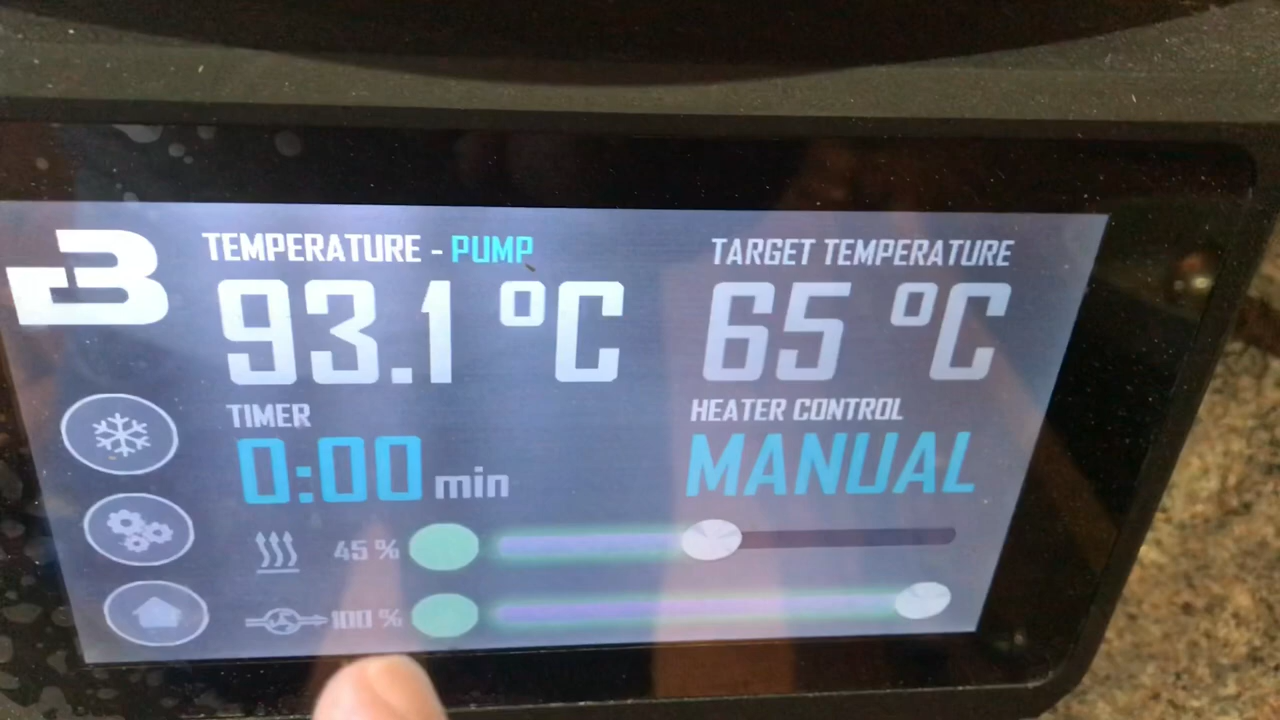 TEMPERATURE - PUMP
93.1 °C
TARGET TEMPERATURE
65 °C
TIMER
0:00 min
HEATER CONTROL
MANUAL
45 %
100 %